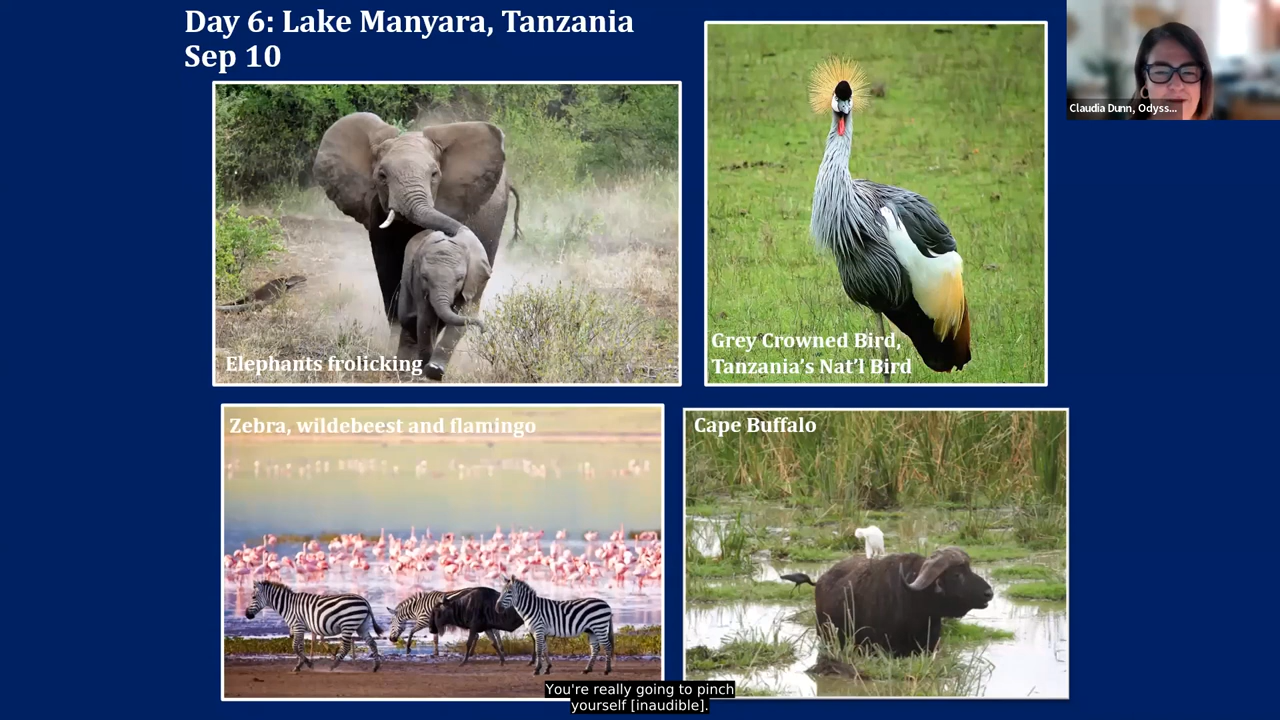 Day 6: Lake Manyara, Tanzania
Sep 10
Claudia Dunn, Odyss...
Elephants frolicking
Grey Crowned Bird,
Tanzania's Nat'l Bird
Zebra, wildebeest and flamingo
Cape Buffalo
You're really going to pinch
yourself [inaudible].